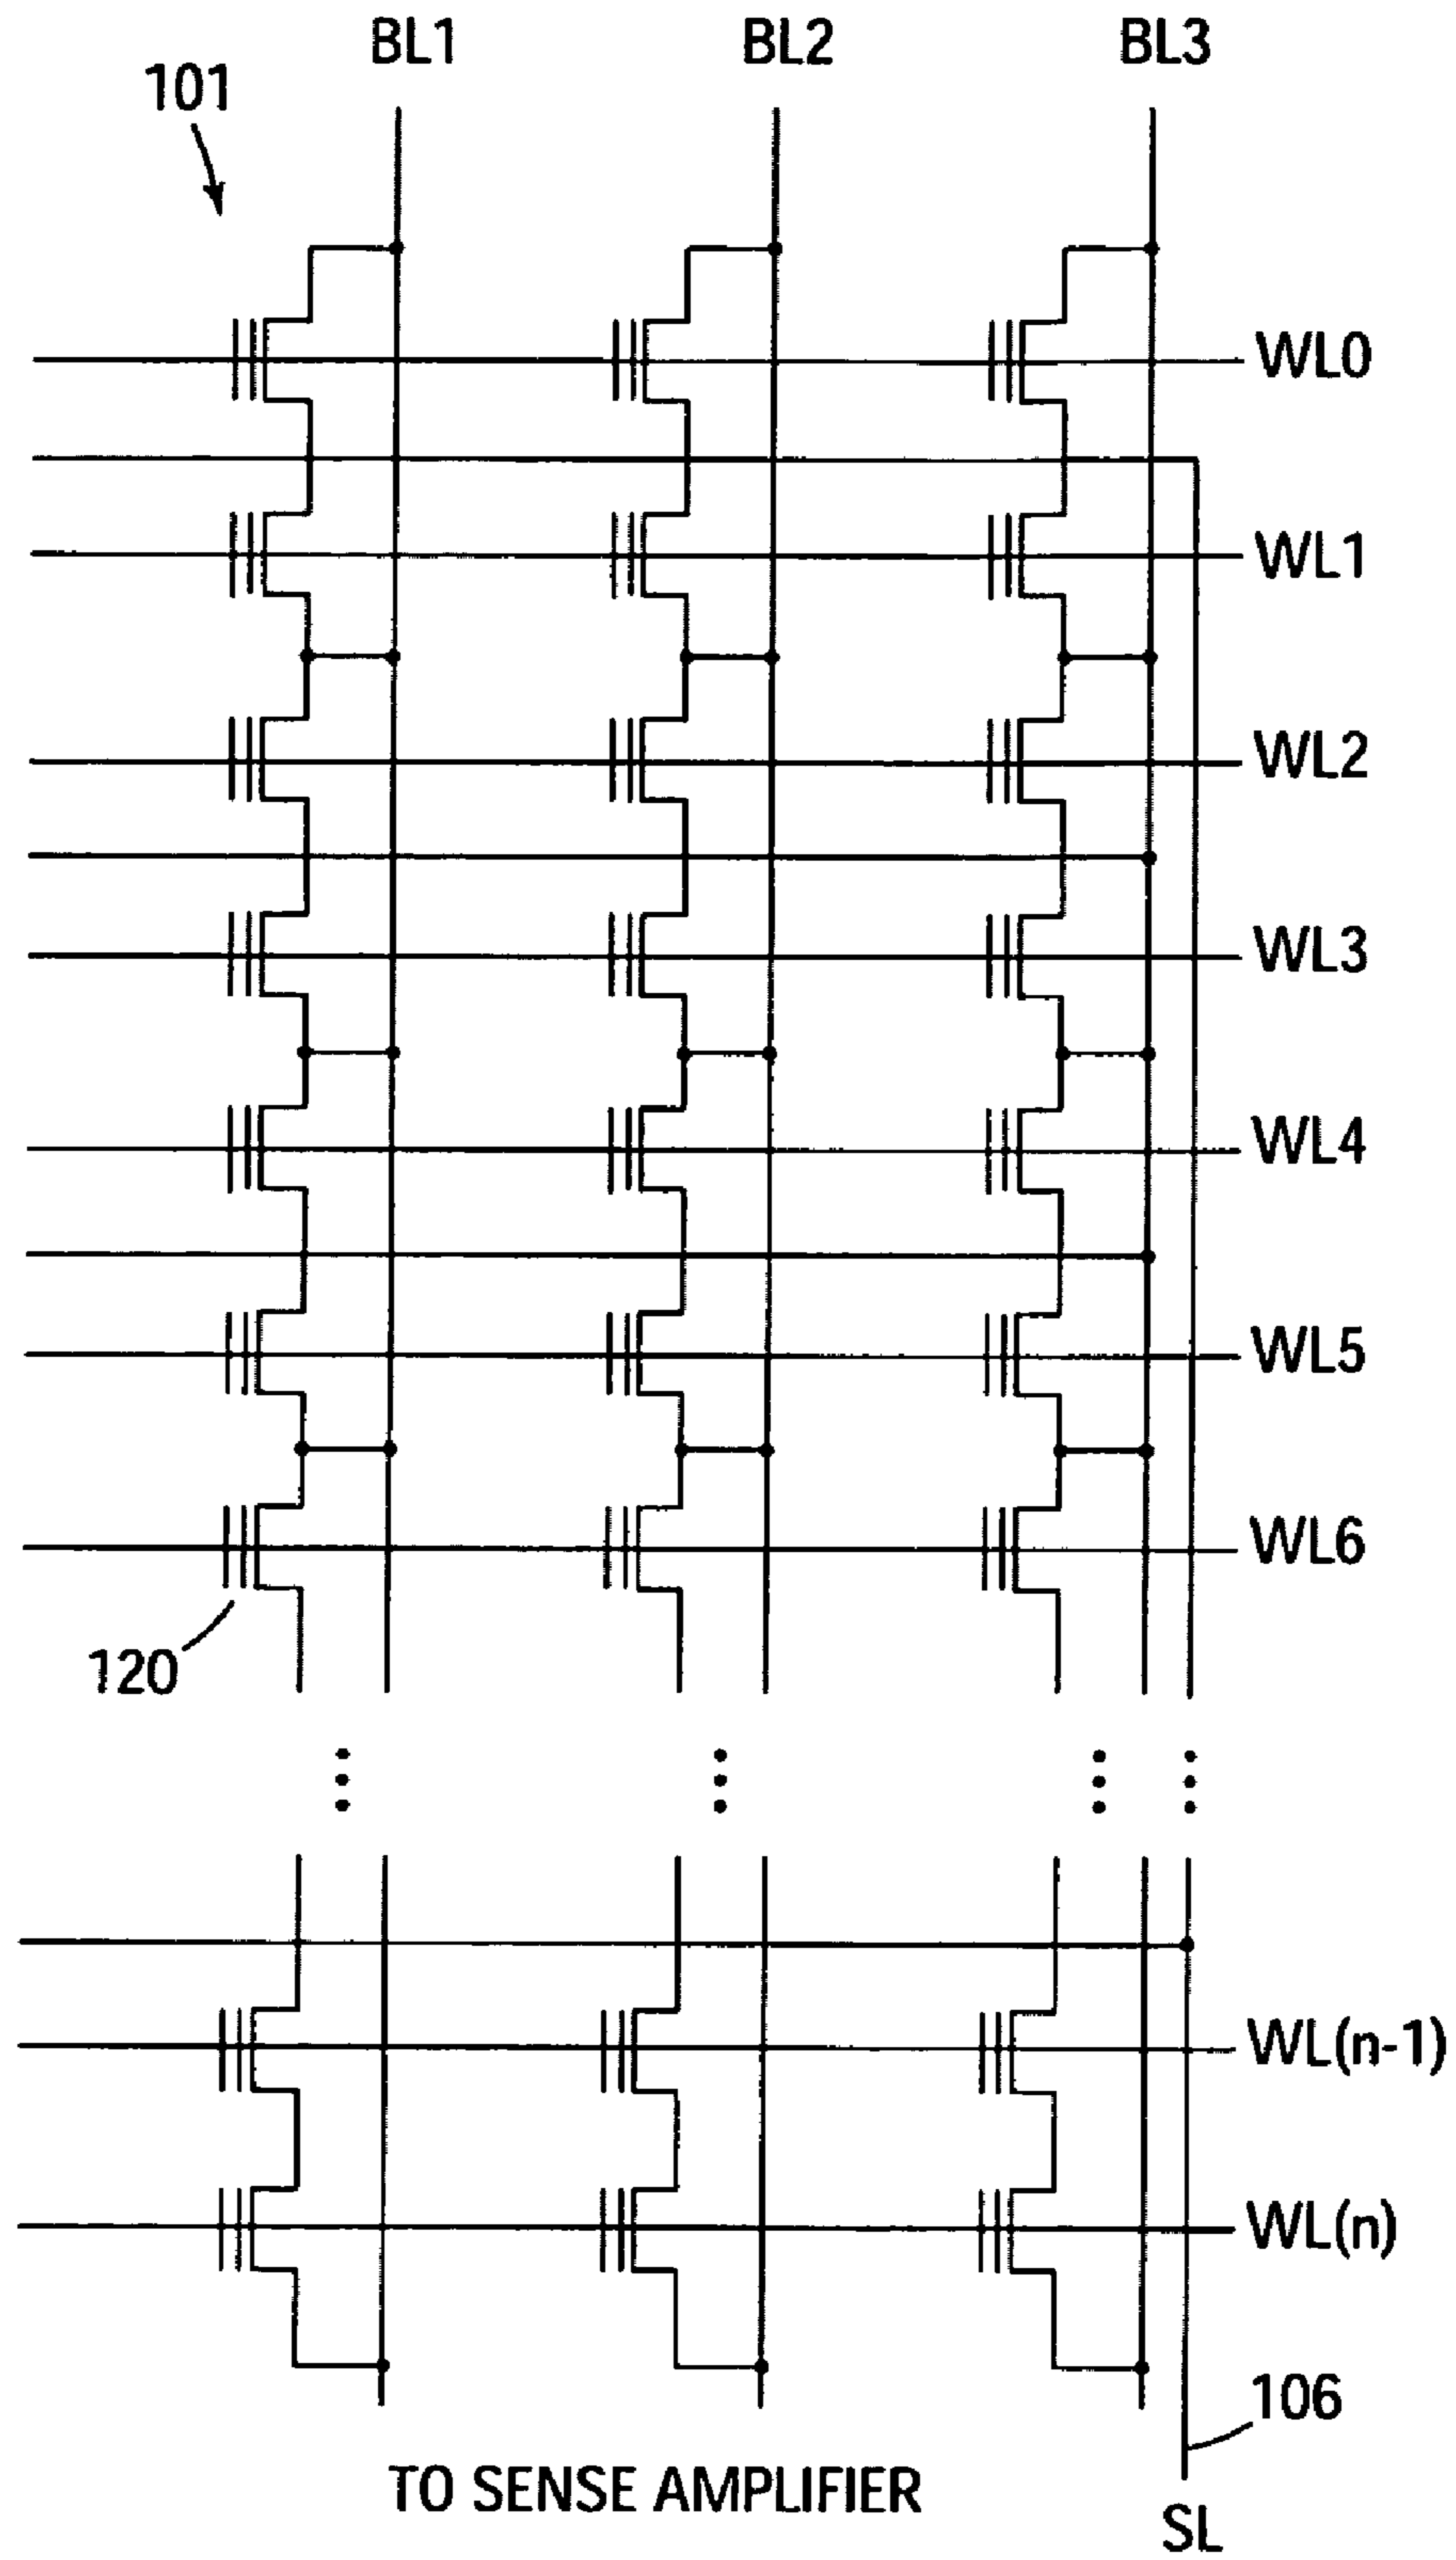 BL1 BL2 BL3
101
WL0
WL1
WL2
WL3
WL4
WL5
WL6
120
WL(n-1)
WL(n)
106
TO SENSE AMPLIFIER
SL